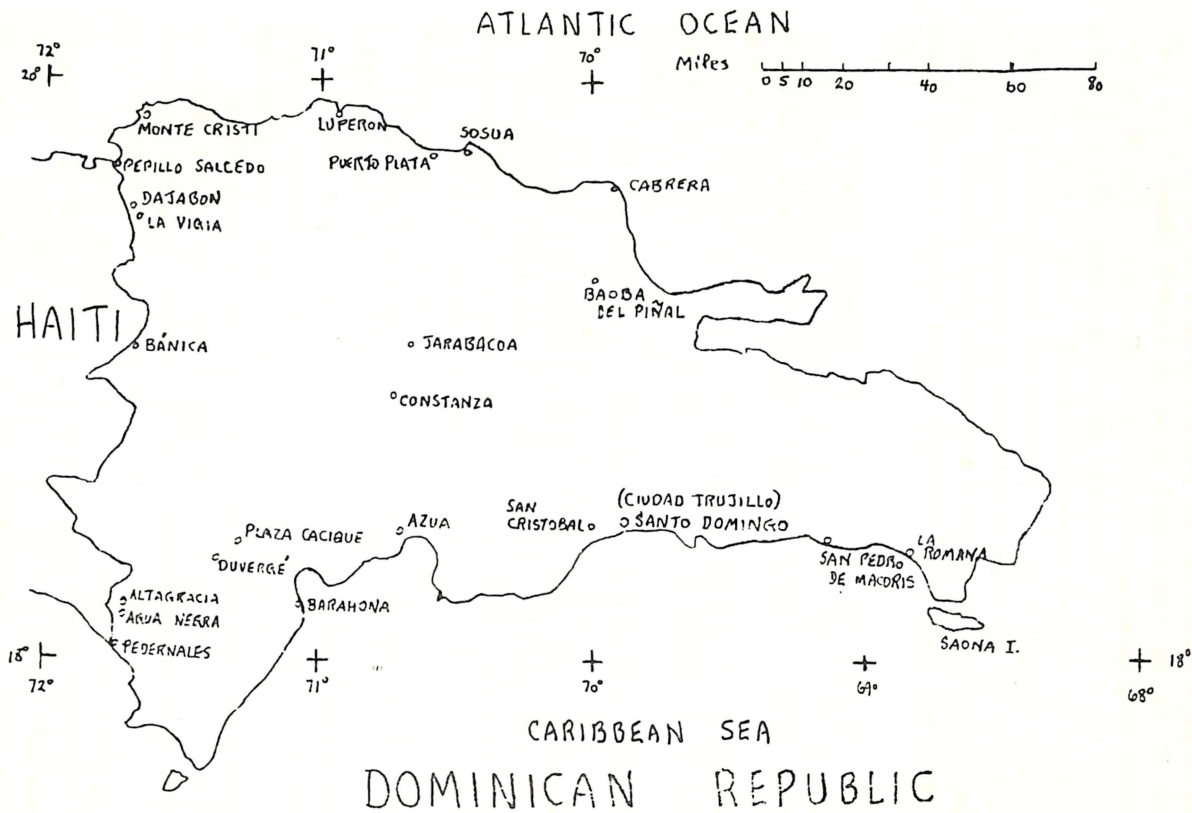 ATLANTIC OCEAN
72° 71° 70° Miles
20° 0 5 10 20 40 60 80
MONTE CRISTI
LUPERON
SOSUA
PEPILLO SALCEDO
PUERTO PLATA
CABRERA
DAJABON
LA VIGIA
BAOBA
DEL PIÑAL
HAITI
BÁNICA
JARABACOA
CONSTANZA
SAN
CRISTOBAL
(CIUDAD TRUJILLO)
SANTO DOMINGO
AZUA
PLAZA CACIQUE
DUVERGÉ
LA
ROMANA
SAN PEDRO
DE MACORIS
ALTAGRACIA
AGUA NEGRA
BARAHONA
PEDERNALES
SAONA I.
18° 18°
72° 71° 70° 69° 68°
CARIBBEAN SEA
DOMINICAN REPUBLIC